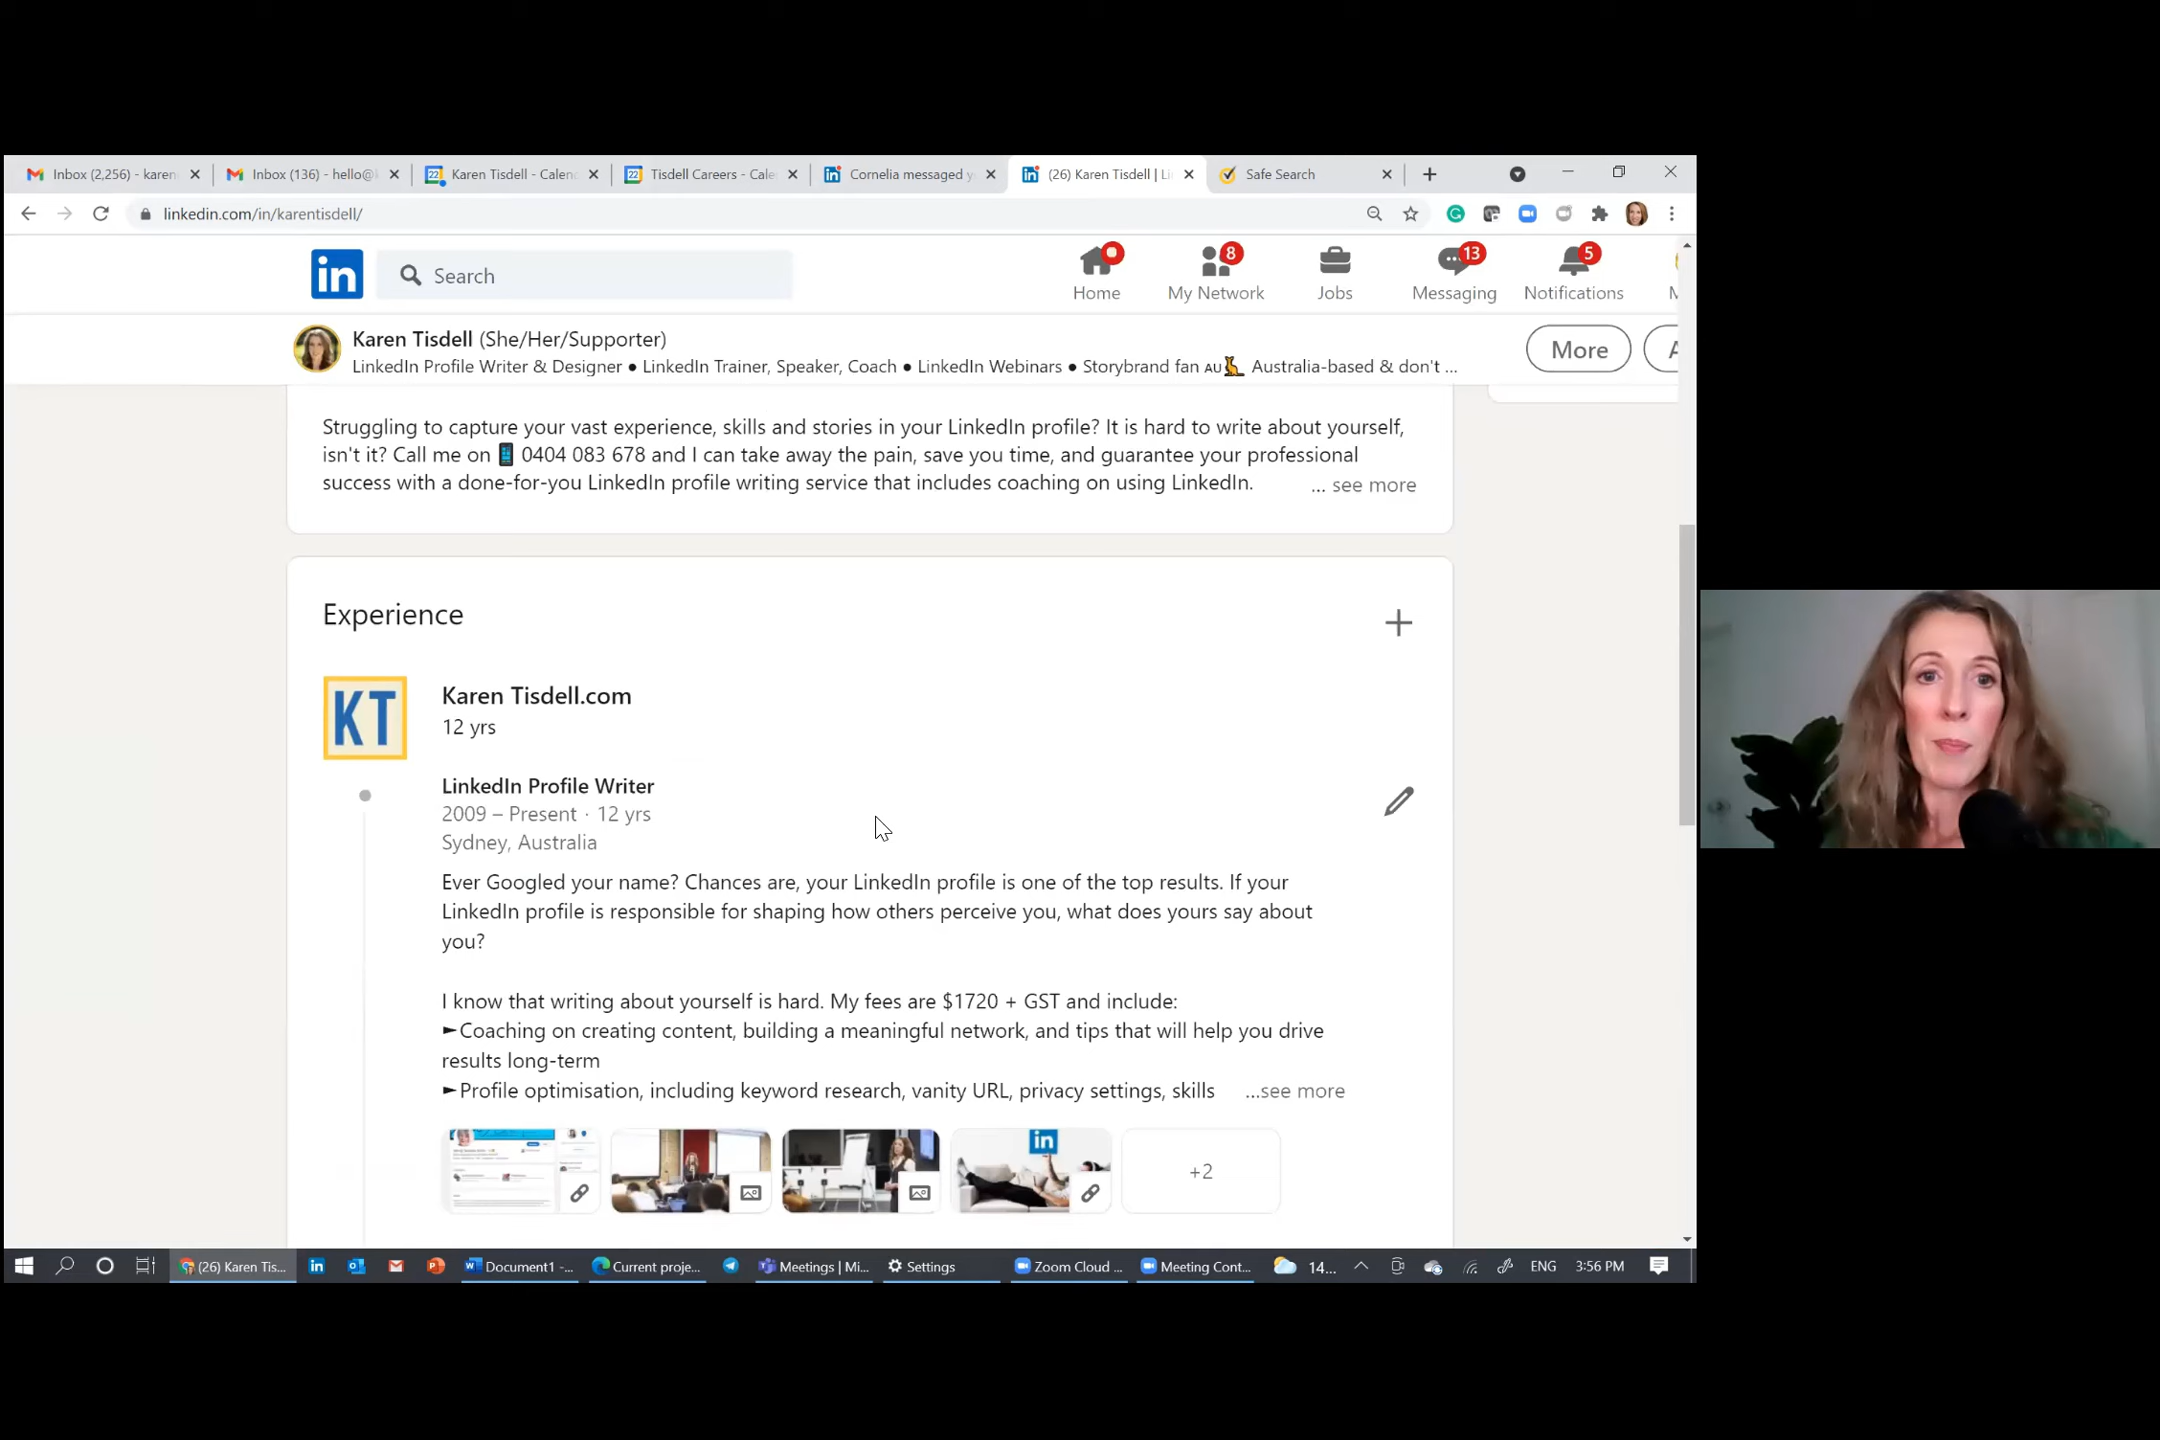 Inbox (2,256) - karen
Inbox (136) - hello@k
22
Karen Tisdell - Calen
22
Tisdell Careers - Cale
Cornelia messaged y
(26) Karen Tisdell | Li
Safe Search
linkedin.com/in/karentisdell/
in
Search
Home
8
My Network
Jobs
13
Messaging
5
Notifications
M
Karen Tisdell (She/Her/Supporter)
LinkedIn Profile Writer & Designer ● LinkedIn Trainer, Speaker, Coach ● LinkedIn Webinars ● Storybrand fan AU🦘 Australia-based & don't ...
More
A
Struggling to capture your vast experience, skills and stories in your LinkedIn profile? It is hard to write about yourself,
isn't it? Call me on 📱 0404 083 678 and I can take away the pain, save you time, and guarantee your professional
success with a done-for-you LinkedIn profile writing service that includes coaching on using LinkedIn. ... see more
Experience
KT
Karen Tisdell.com
12 yrs
LinkedIn Profile Writer
2009 – Present · 12 yrs
Sydney, Australia
Ever Googled your name? Chances are, your LinkedIn profile is one of the top results. If your
LinkedIn profile is responsible for shaping how others perceive you, what does yours say about
you?
I know that writing about yourself is hard. My fees are $1720 + GST and include:
►Coaching on creating content, building a meaningful network, and tips that will help you drive
results long-term
►Profile optimisation, including keyword research, vanity URL, privacy settings, skills ...see more
in
+2
(26) Karen Tis...
in
Document1 -...
Current proje...
Meetings | Mi...
Settings
Zoom Cloud ...
Meeting Cont...
14...
ENG
3:56 PM